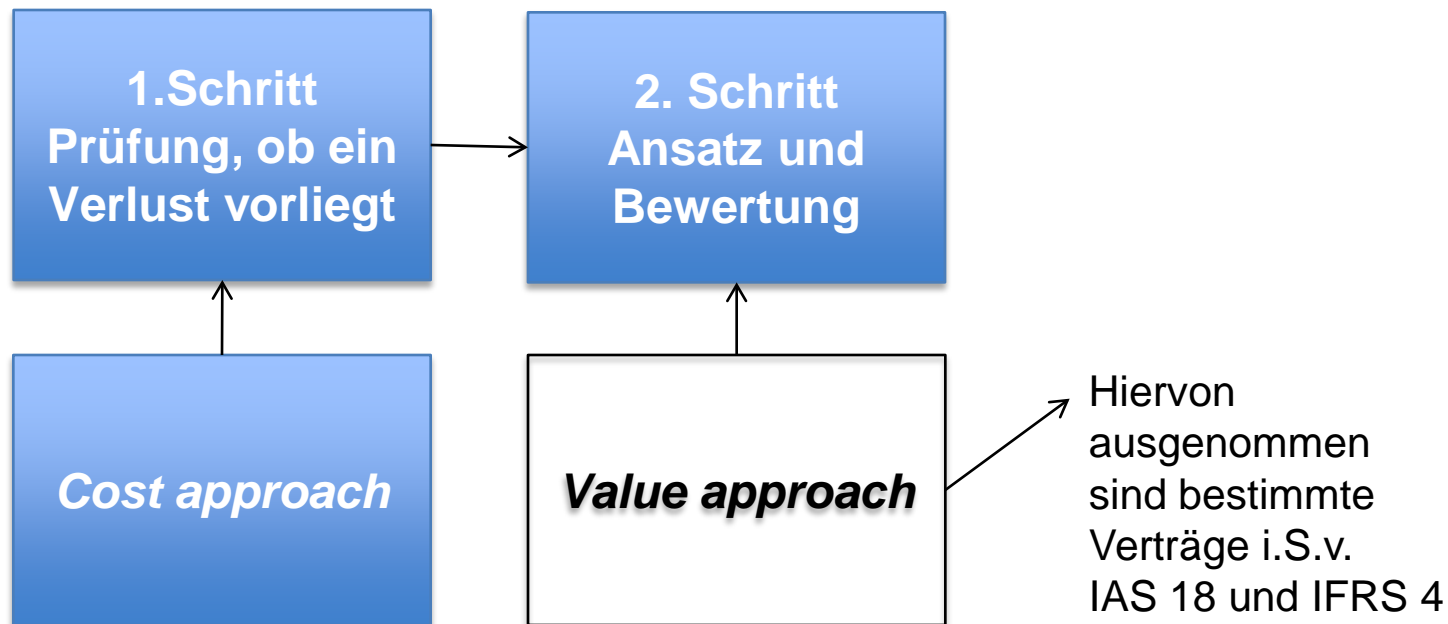 1.Schritt
Prüfung, ob ein
Verlust vorliegt
2. Schritt
Ansatz und
Bewertung
Cost approach
Value approach
Hiervon
ausgenommen
sind bestimmte
Verträge i.S.v.
IAS 18 und IFRS 4